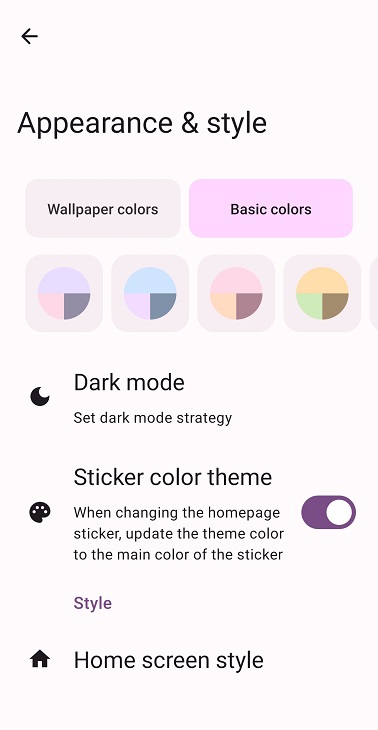 Appearance & style
Wallpaper colors
Basic colors
Dark mode
Set dark mode strategy
Sticker color theme
When changing the homepage
sticker, update the theme color
to the main color of the sticker
Style
Home screen style